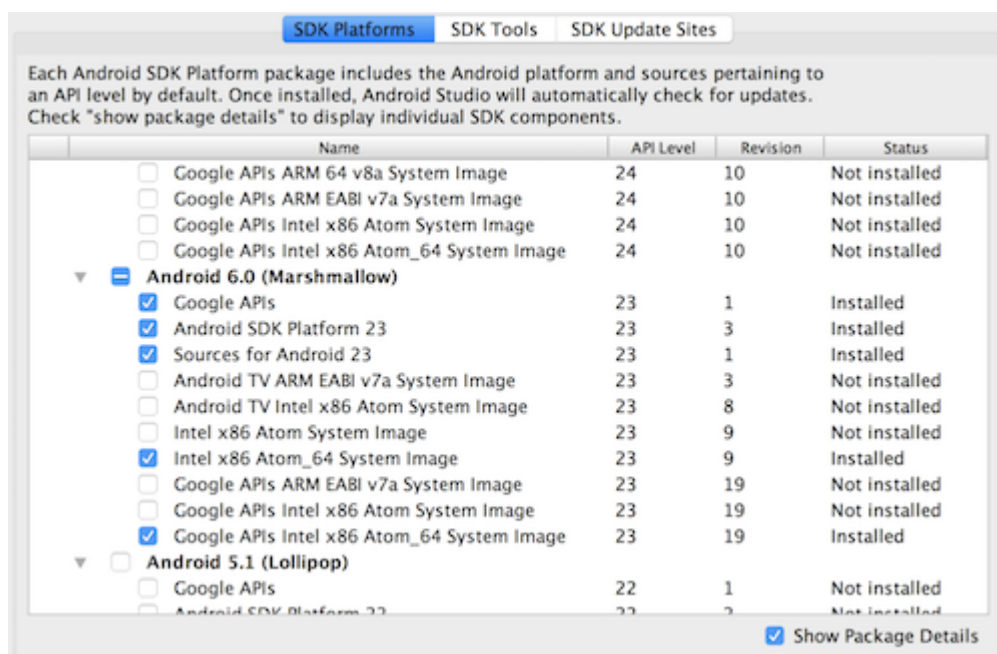 SDK Platforms SDK Tools SDK Update Sites
Each Android SDK Platform package includes the Android platform and sources pertaining to
an API level by default. Once installed, Android Studio will automatically check for updates.
Check "show package details" to display individual SDK components.
Name API Level Revision Status
Google APIs ARM 64 v8a System Image 24 10 Not installed
Google APIs ARM EABI v7a System Image 24 10 Not installed
Google APIs Intel x86 Atom System Image 24 10 Not installed
Google APIs Intel x86 Atom_64 System Image 24 10 Not installed
Android 6.0 (Marshmallow)
Google APIs 23 1 Installed
Android SDK Platform 23 23 3 Installed
Sources for Android 23 23 1 Installed
Android TV ARM EABI v7a System Image 23 3 Not installed
Android TV Intel x86 Atom System Image 23 8 Not installed
Intel x86 Atom System Image 23 9 Not installed
Intel x86 Atom_64 System Image 23 9 Installed
Google APIs ARM EABI v7a System Image 23 19 Not installed
Google APIs Intel x86 Atom System Image 23 19 Not installed
Google APIs Intel x86 Atom_64 System Image 23 19 Installed
Android 5.1 (Lollipop)
Google APIs 22 1 Not installed
Android SDK Platform 22 22 2 Not installed
Show Package Details